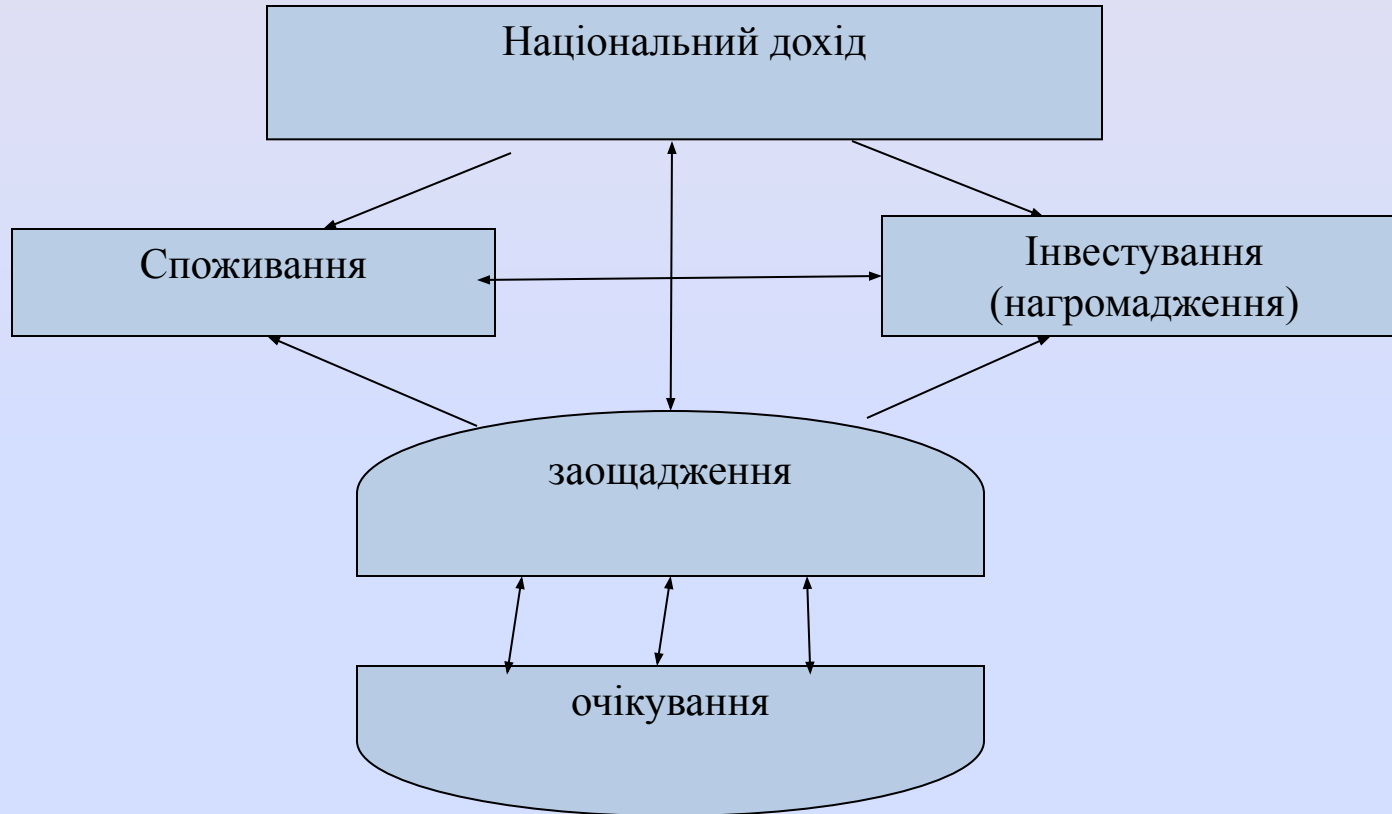 Національний дохід
Споживання
Інвестування
(нагромадження)
заощадження
очікування